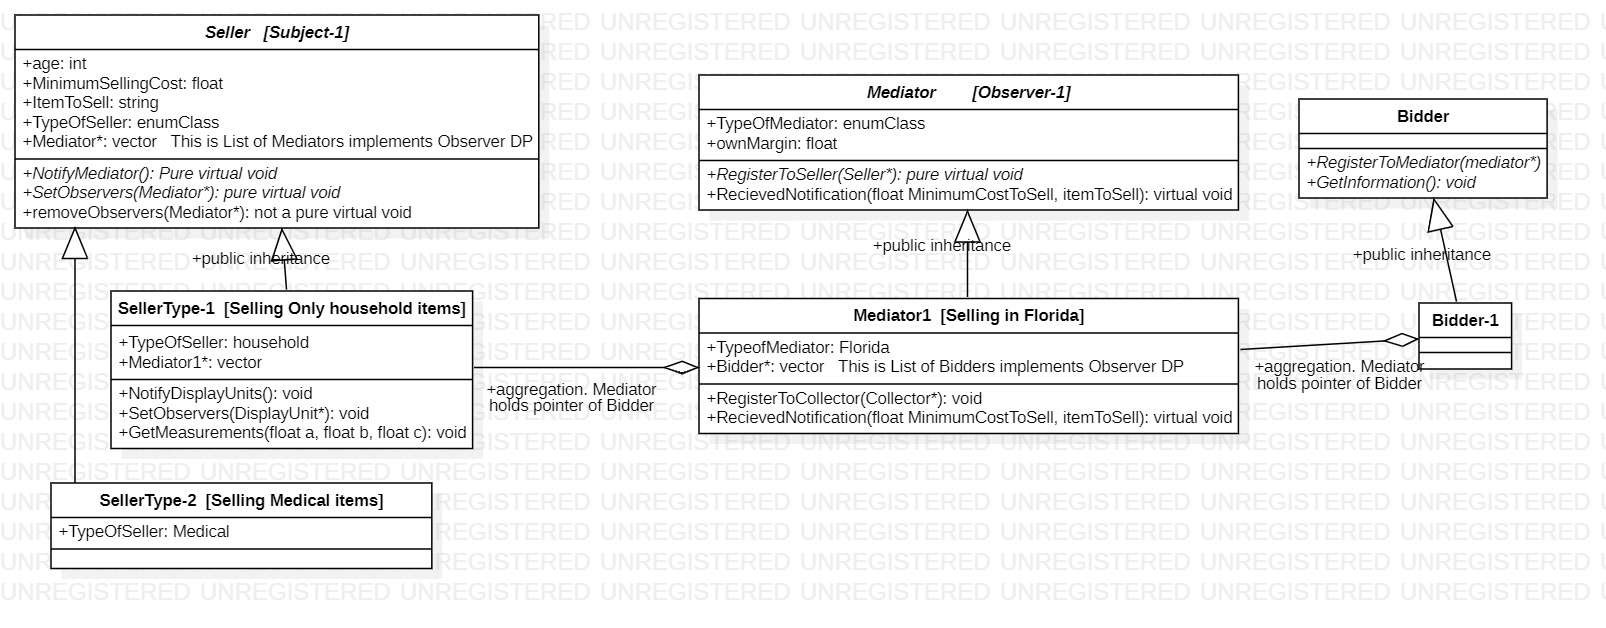 Seller [Subject-1]
+age: int
+MinimumSellingCost: float
+ItemToSell: string
+TypeOfSeller: enumClass
+Mediator*: vector This is List of Mediators implements Observer DP
+NotifyMediator(): Pure virtual void
+SetObservers(Mediator*): pure virtual void
+removeObservers(Mediator*): not a pure virtual void
+public inheritance
SellerType-1 [Selling Only household items]
+TypeOfSeller: household
+Mediator1*: vector
+NotifyDisplayUnits(): void
+SetObservers(DisplayUnit*): void
+GetMeasurements(float a, float b, float c): void
SellerType-2 [Selling Medical items]
+TypeOfSeller: Medical
+aggregation. Mediator
holds pointer of Bidder
Mediator [Observer-1]
+TypeOfMediator: enumClass
+ownMargin: float
+RegisterToSeller(Seller*): pure virtual void
+RecievedNotification(float MinimumCostToSell, itemToSell): virtual void
+public inheritance
Mediator1 [Selling in Florida]
+TypeofMediator: Florida
+Bidder*: vector This is List of Bidders implements Observer DP
+RegisterToCollector(Collector*): void
+RecievedNotification(float MinimumCostToSell, itemToSell): virtual void
+aggregation. Mediator
holds pointer of Bidder
Bidder
+RegisterToMediator(mediator*)
+GetInformation(): void
+public inheritance
Bidder-1
UNREGISTERED UNREGISTERED UNREGISTERED UNREGISTERED UNREGISTERED UNREGISTERED UNREGISTERED UNREGISTERED